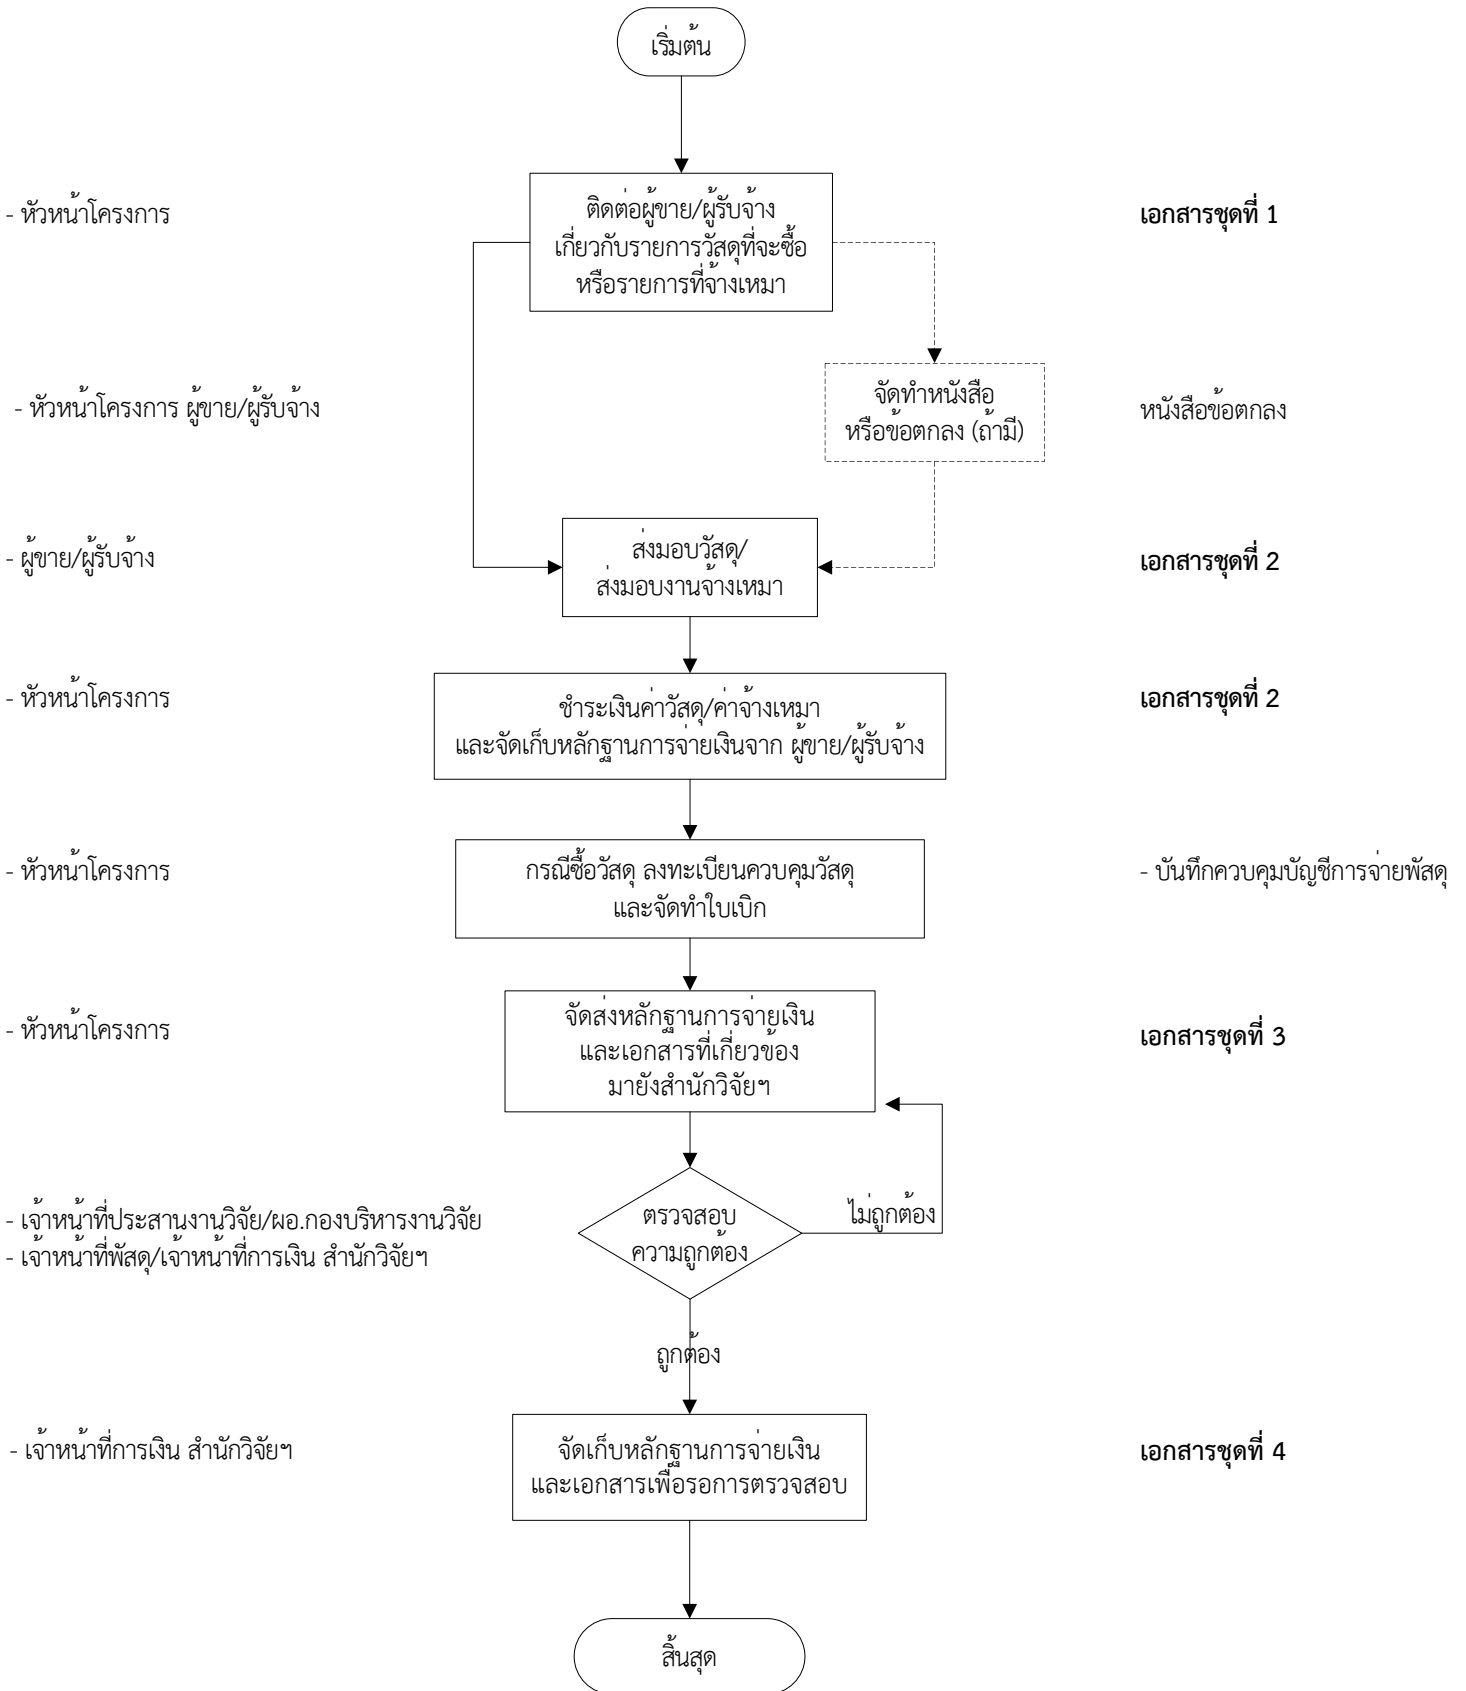 เริ่มต้น
- หัวหน้าโครงการ
ติดต่อผู้ขาย/ผู้รับจ้าง
เกี่ยวกับรายการวัสดุที่จะซื้อ
หรือรายการที่จ้างเหมา
เอกสารชุดที่ 1
- หัวหน้าโครงการ ผู้ขาย/ผู้รับจ้าง
จัดทำหนังสือ
หรือข้อตกลง (ถ้ามี)
หนังสือข้อตกลง
- ผู้ขาย/ผู้รับจ้าง
ส่งมอบวัสดุ/
ส่งมอบงานจ้างเหมา
เอกสารชุดที่ 2
- หัวหน้าโครงการ
ชำระเงินค่าวัสดุ/ค่าจ้างเหมา
และจัดเก็บหลักฐานการจ่ายเงินจาก ผู้ขาย/ผู้รับจ้าง
เอกสารชุดที่ 2
- หัวหน้าโครงการ
กรณีซื้อวัสดุ ลงทะเบียนควบคุมวัสดุ
และจัดทำใบเบิก
- บันทึกควบคุมบัญชีการจ่ายพัสดุ
- หัวหน้าโครงการ
จัดส่งหลักฐานการจ่ายเงิน
และเอกสารที่เกี่ยวข้อง
มายังสำนักวิจัยฯ
เอกสารชุดที่ 3
- เจ้าหน้าที่ประสานงานวิจัย/ผอ.กองบริหารงานวิจัย
- เจ้าหน้าที่พัสดุ/เจ้าหน้าที่การเงิน สำนักวิจัยฯ
ตรวจสอบ
ความถูกต้อง
ไม่ถูกต้อง
ถูกต้อง
- เจ้าหน้าที่การเงิน สำนักวิจัยฯ
จัดเก็บหลักฐานการจ่ายเงิน
และเอกสารเพื่อรอการตรวจสอบ
เอกสารชุดที่ 4
สิ้นสุด